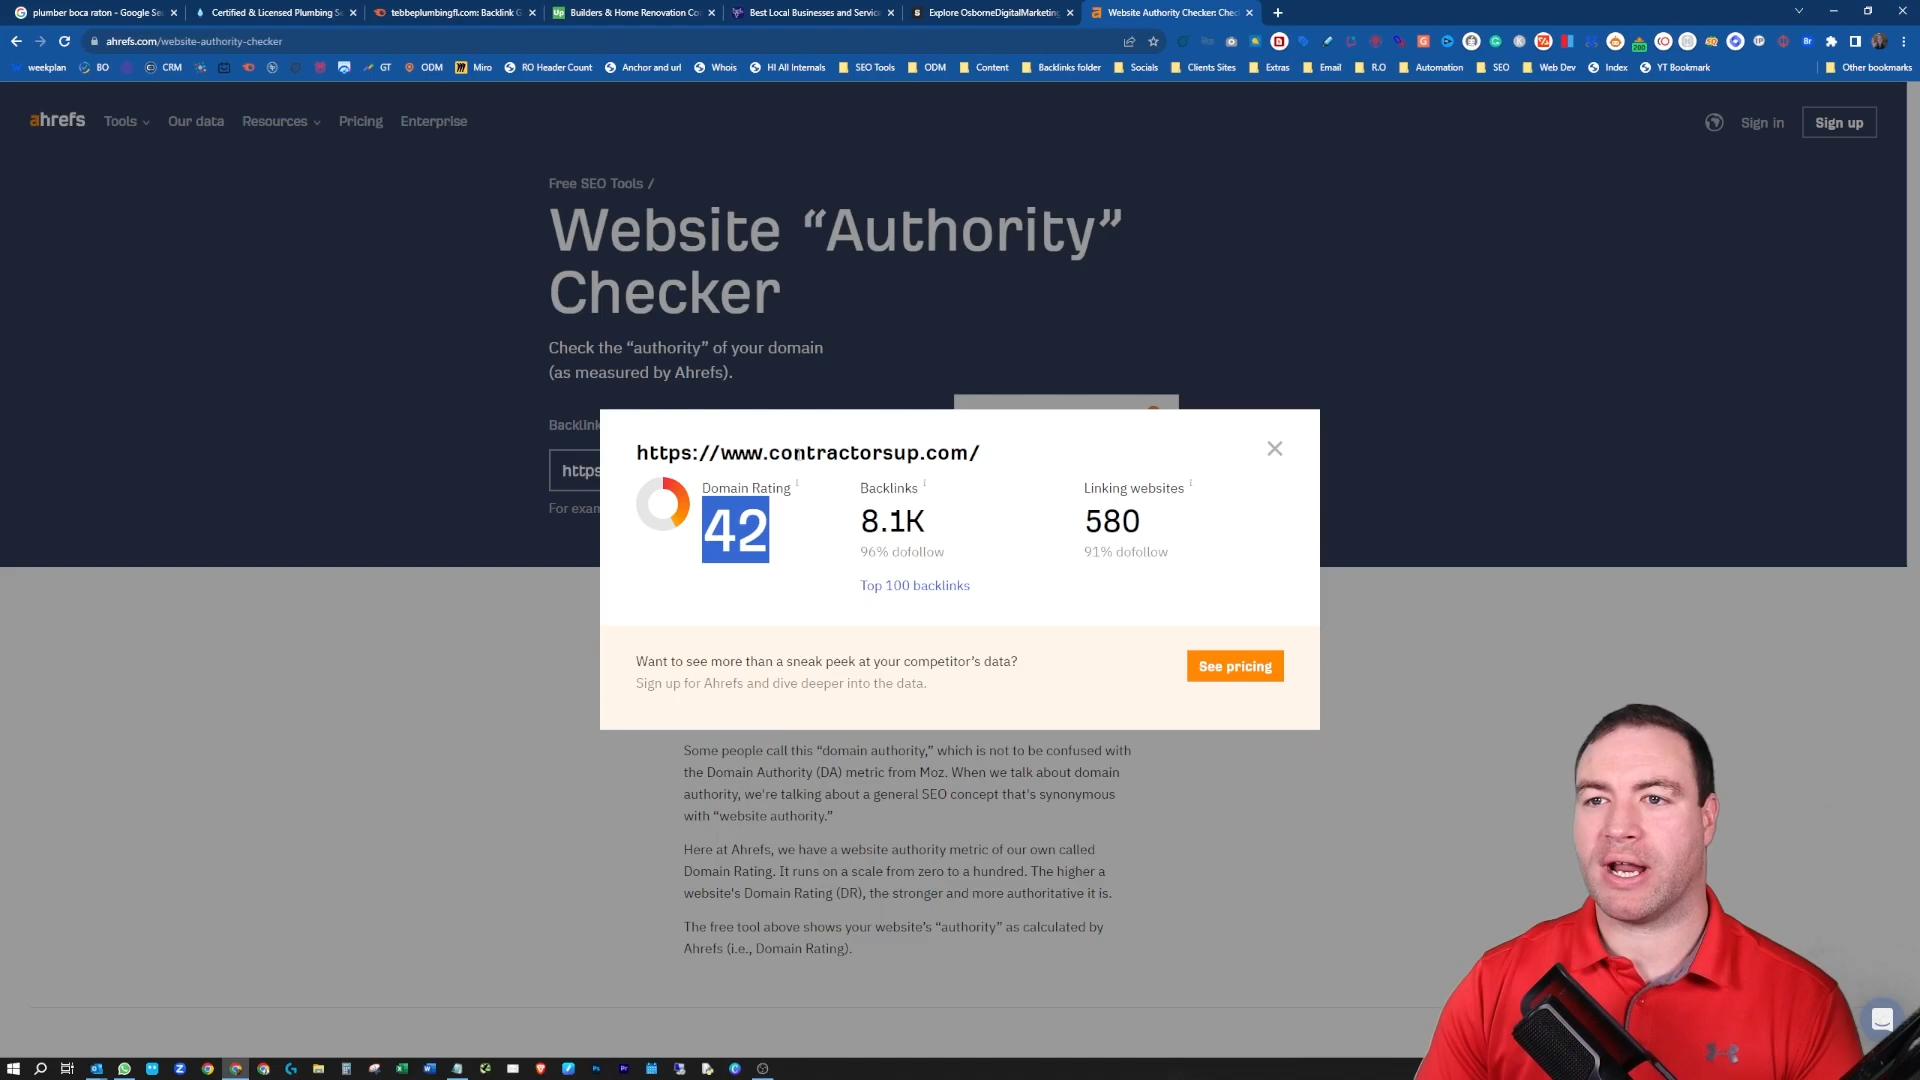 plumber boca raton - Google Se
Certified & Licensed Plumbing S
tebbeplumbingfl.com: Backlink G
Builders & Home Renovation Co
Best Local Businesses and Servic
Explore OsborneDigitalMarketing
Website Authority Checker: Chec
ahrefs.com/website-authority-checker
weekplan
BO
CRM
GT
ODM
Miro
RO Header Count
Anchor and url
Whois
HI All Internals
SEO Tools
ODM
Content
Backlinks folder
Socials
Clients Sites
Extras
Email
R.O
Automation
SEO
Web Dev
Index
YT Bookmark
Other bookmarks
ahrefs
Tools
Our data
Resources
Pricing
Enterprise
Sign in
Sign up
Free SEO Tools /
Website “Authority”
Checker
Check the “authority” of your domain
(as measured by Ahrefs).
Backlink
https
For exam
https://www.contractorsup.com/
Domain Rating
42
Backlinks
8.1K
96% dofollow
Top 100 backlinks
Linking websites
580
91% dofollow
Want to see more than a sneak peek at your competitor’s data?
Sign up for Ahrefs and dive deeper into the data.
See pricing
Some people call this “domain authority,” which is not to be confused with
the Domain Authority (DA) metric from Moz. When we talk about domain
authority, we're talking about a general SEO concept that's synonymous
with “website authority.”
Here at Ahrefs, we have a website authority metric of our own called
Domain Rating. It runs on a scale from zero to a hundred. The higher a
website's Domain Rating (DR), the stronger and more authoritative it is.
The free tool above shows your website’s “authority” as calculated by
Ahrefs (i.e., Domain Rating).